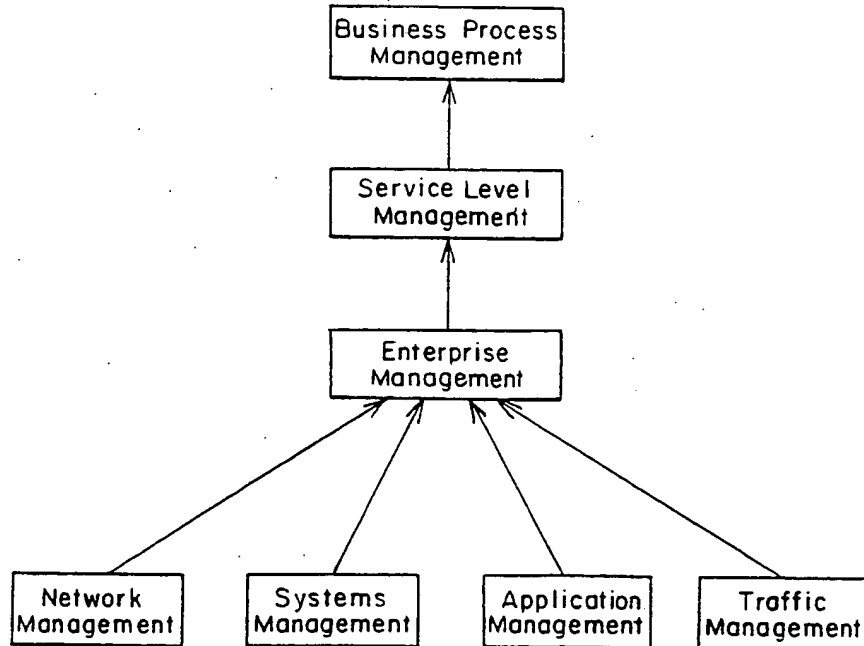 Business Process
Management
Service Level
Management
Enterprise
Management
Network
Management
Systems
Management
Application
Management
Traffic
Management